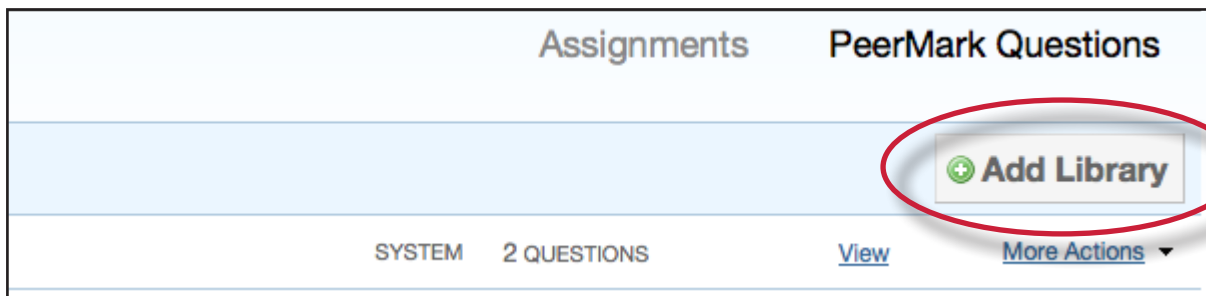 Assignments PeerMark Questions
Add Library
SYSTEM 2 QUESTIONS View More Actions